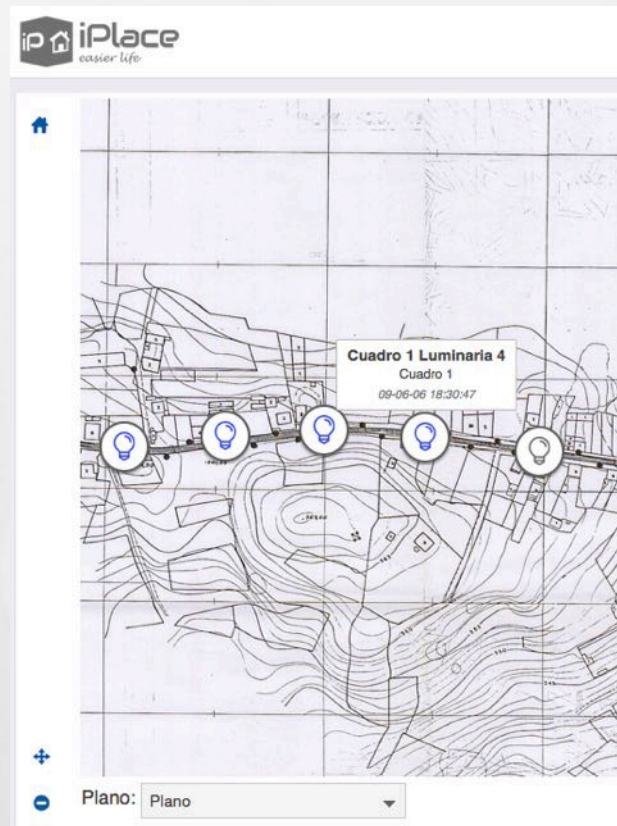 iP iPlace
easier life
Cuadro 1 Luminaria 4
Cuadro 1
09-06-06 18:30:47
Plano: Plano